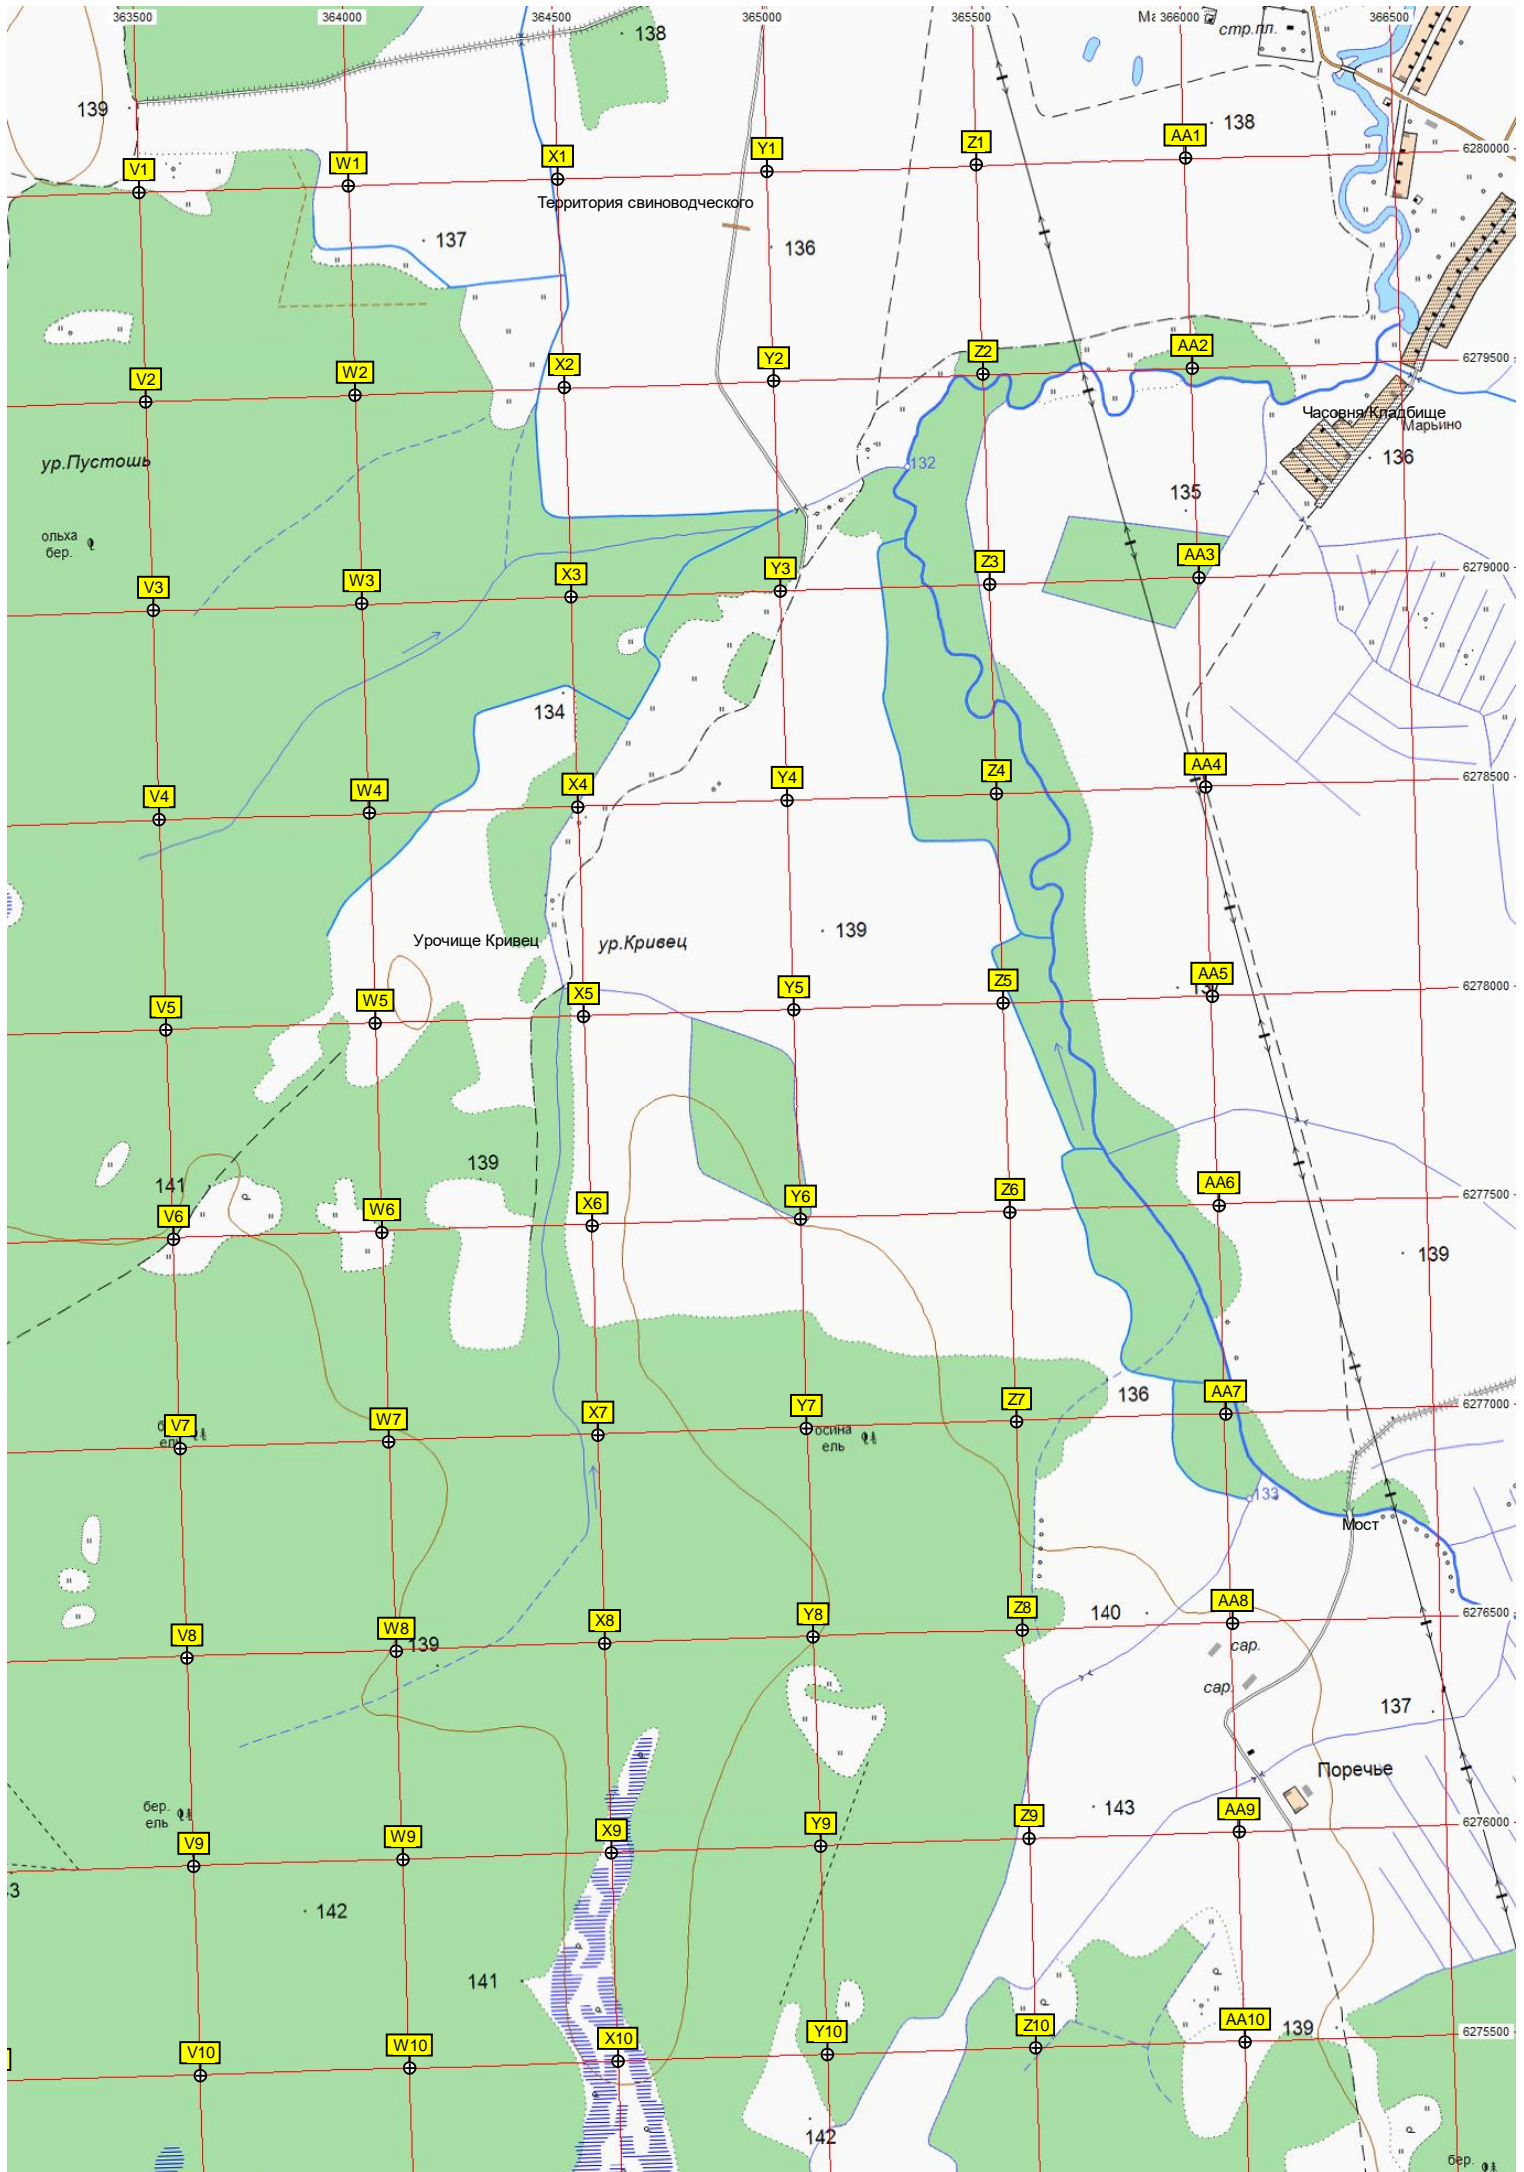 363500 364000 364500 365000 365500 366000 366500
138
стр.пл.
139
138
6280000
V1 W1 X1 Y1 Z1 AA1
Территория свиноводческого
137
136
6279500
V2 W2 X2 Y2 Z2 AA2
Часовня/Кладбище
Марьино
136
ур.Пустошь
132
135
ольха
бер.
6279000
V3 W3 X3 Y3 Z3 AA3
134
6278500
V4 W4 X4 Y4 Z4 AA4
139
Урочище Кривец
ур.Кривец
6278000
V5 W5 X5 Y5 Z5 AA5
139
141
6277500
V6 W6 X6 Y6 Z6 AA6
139
136
6277000
V7 W7 X7 Y7 Z7 AA7
осина
ель
133
Мост
6276500
V8 W8 X8 Y8 Z8 AA8
140
139
сар.
сар.
137
Поречье
бер.
ель
143
6276000
V9 W9 X9 Y9 Z9 AA9
142
141
6275500
V10 W10 X10 Y10 Z10 AA10
139
142
бер.